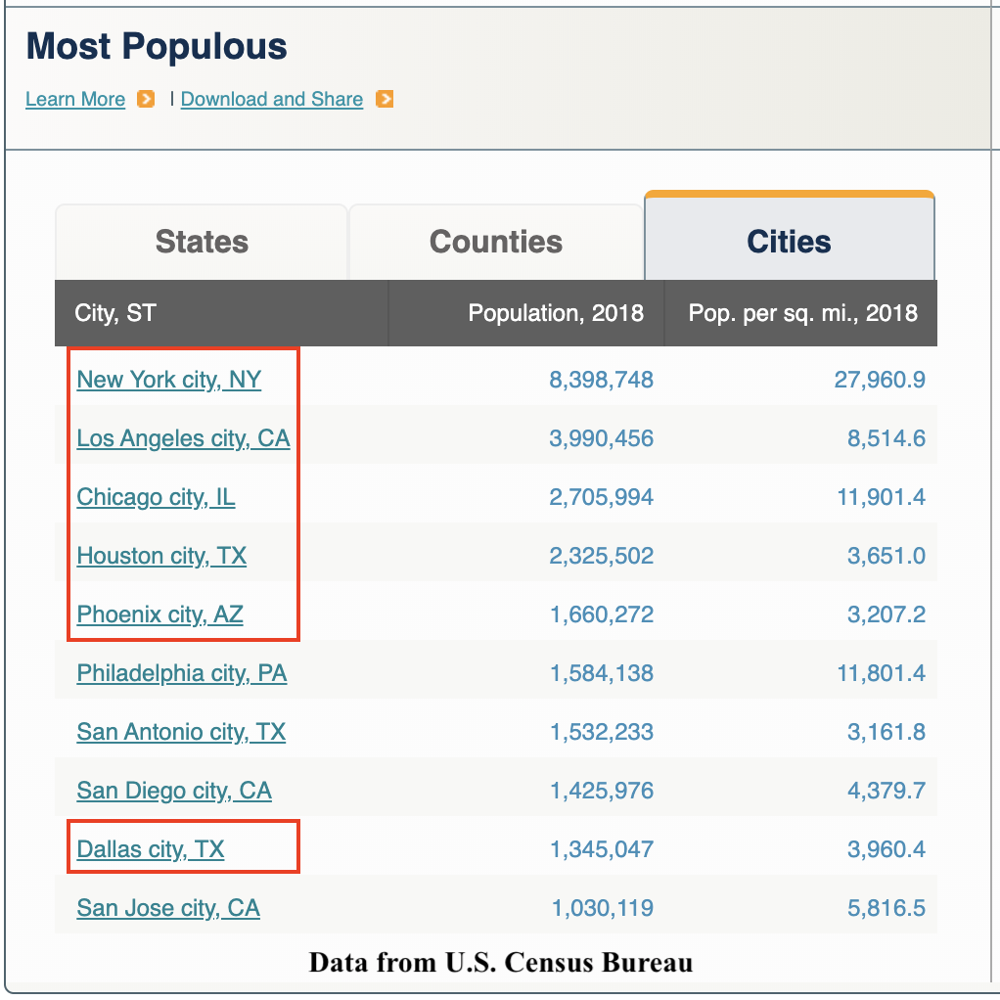 Most Populous
Learn More | Download and Share
States Counties Cities
City, ST Population, 2018 Pop. per sq. mi., 2018
New York city, NY 8,398,748 27,960.9
Los Angeles city, CA 3,990,456 8,514.6
Chicago city, IL 2,705,994 11,901.4
Houston city, TX 2,325,502 3,651.0
Phoenix city, AZ 1,660,272 3,207.2
Philadelphia city, PA 1,584,138 11,801.4
San Antonio city, TX 1,532,233 3,161.8
San Diego city, CA 1,425,976 4,379.7
Dallas city, TX 1,345,047 3,960.4
San Jose city, CA 1,030,119 5,816.5
Data from U.S. Census Bureau